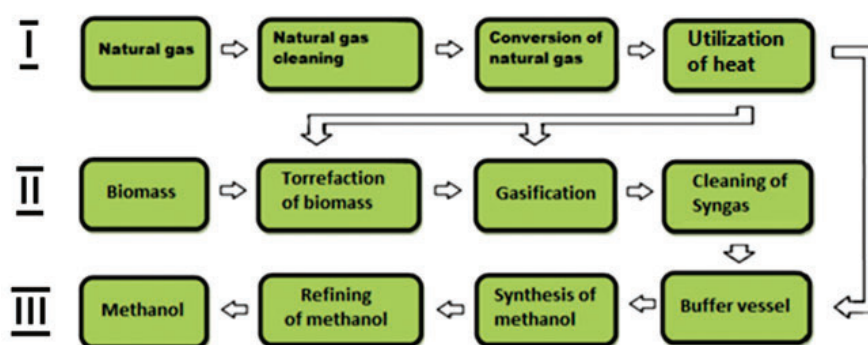 I
Natural gas
Natural gas
cleaning
Conversion of
natural gas
Utilization
of heat
II
Biomass
Torrefaction
of biomass
Gasification
Cleaning of
Syngas
III
Methanol
Refining
of methanol
Synthesis of
methanol
Buffer vessel